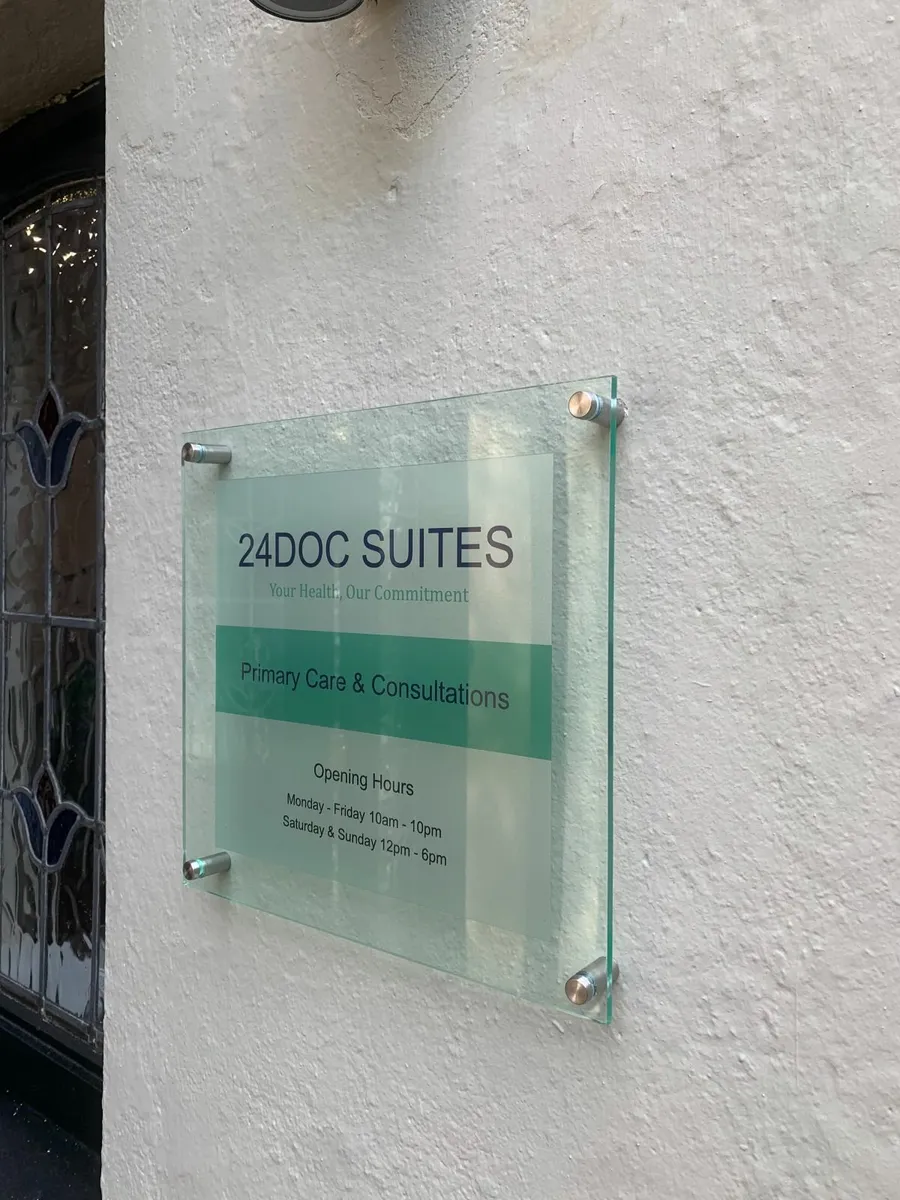 24DOC SUITES
Your Health, Our Commitment
Primary Care & Consultations
Opening Hours
Monday - Friday 10am - 10pm
Saturday & Sunday 12pm - 6pm